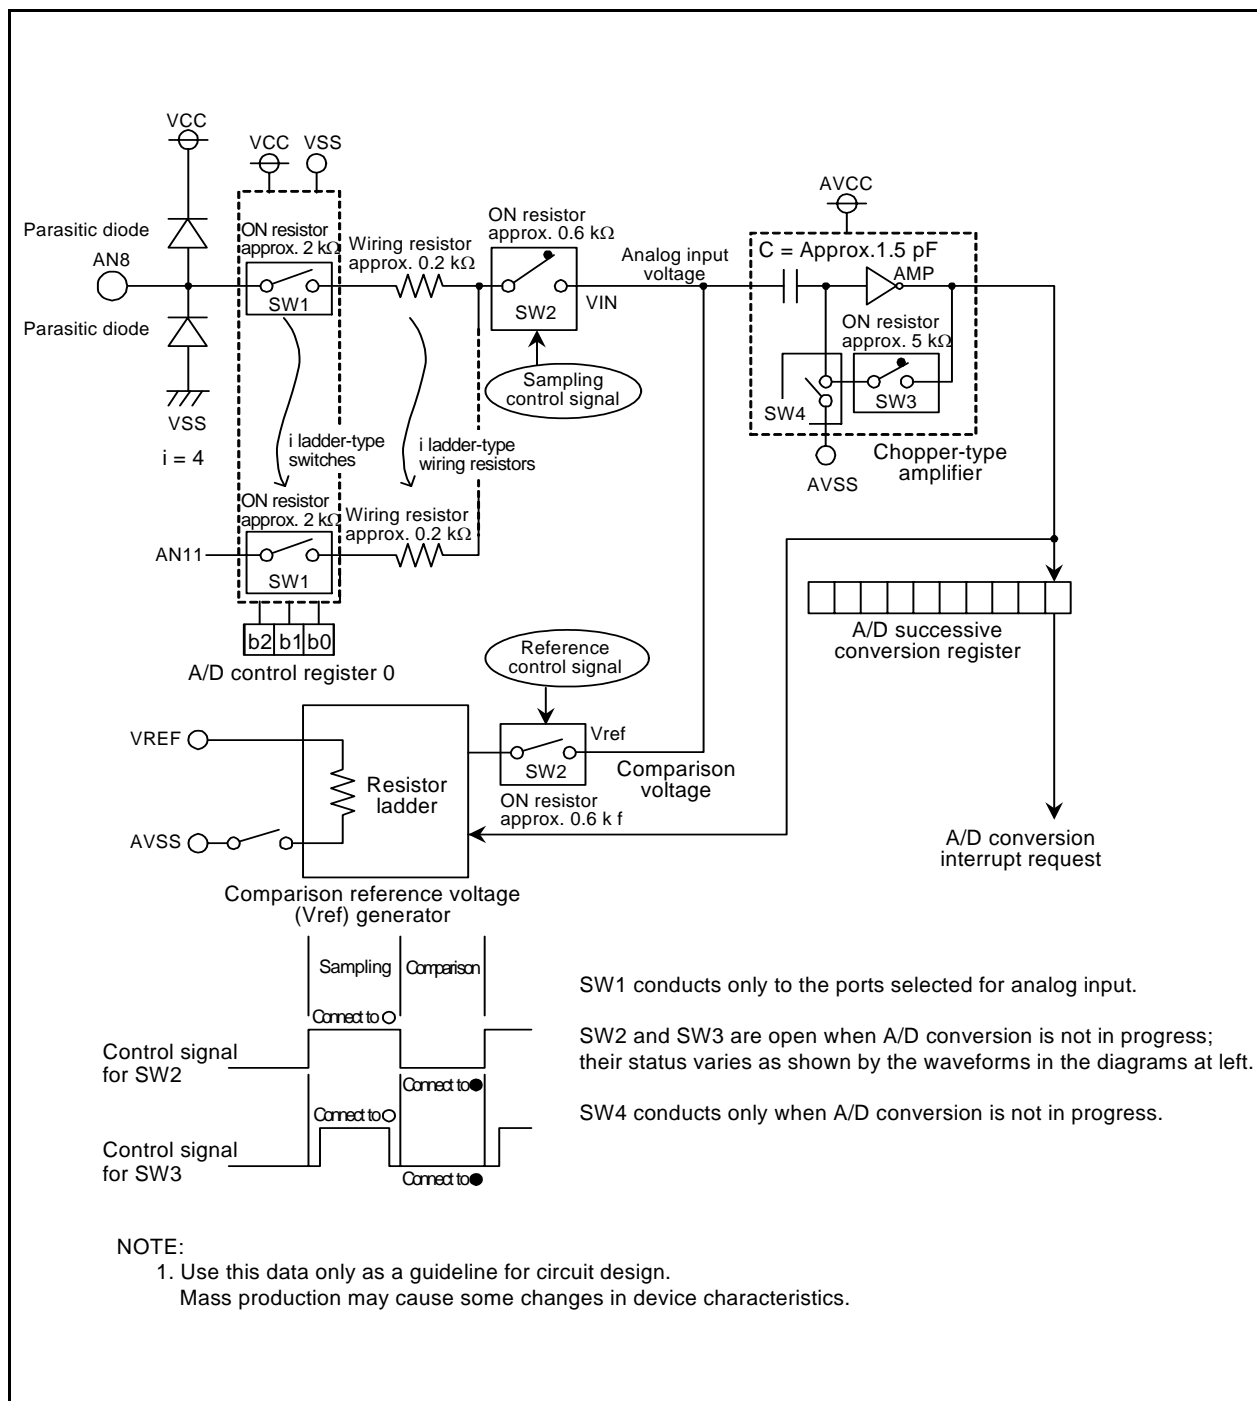 VCC
VCC
VSS
AVCC
Parasitic diode
ON resistor
approx. 2 kΩ
Wiring resistor
approx. 0.2 kΩ
ON resistor
approx. 0.6 kΩ
Analog input
voltage
C = Approx.1.5 pF
AMP
AN8
SW1
SW2
VIN
Parasitic diode
ON resistor
approx. 5 kΩ
Sampling
control signal
SW4
SW3
VSS
i = 4
i ladder-type
switches
i ladder-type
wiring resistors
Chopper-type
amplifier
AVSS
ON resistor
approx. 2 kΩ
Wiring resistor
approx. 0.2 kΩ
AN11
SW1
b2 b1 b0
A/D control register 0
A/D successive
conversion register
Reference
control signal
VREF
Vref
SW2
Resistor
ladder
Comparison
voltage
ON resistor
approx. 0.6 k f
AVSS
A/D conversion
interrupt request
Comparison reference voltage
(Vref) generator
Sampling
Comparison
Connect to
Control signal
for SW2
Connect to
Connect to
Control signal
for SW3
Connect to
SW1 conducts only to the ports selected for analog input.
SW2 and SW3 are open when A/D conversion is not in progress;
their status varies as shown by the waveforms in the diagrams at left.
SW4 conducts only when A/D conversion is not in progress.
NOTE:
1. Use this data only as a guideline for circuit design.
Mass production may cause some changes in device characteristics.